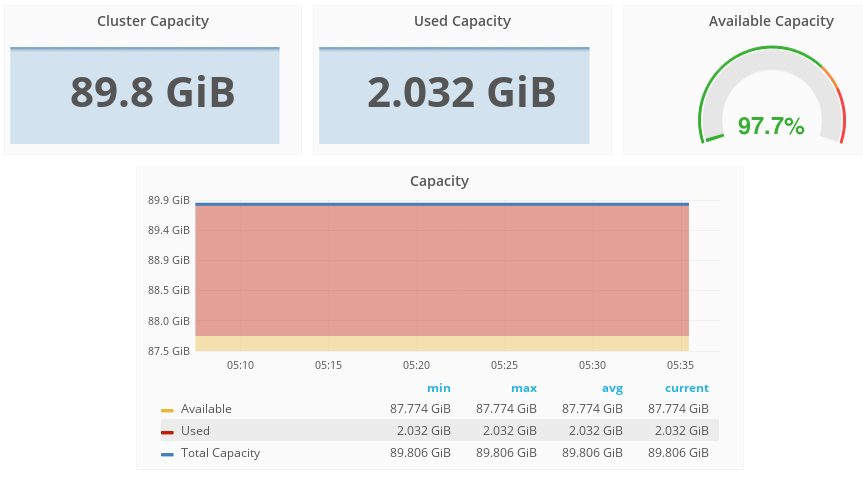 Cluster Capacity
Used Capacity
Available Capacity
89.8 GiB
2.032 GiB
97.7%
Capacity
89.9 GiB
89.4 GiB
88.9 GiB
88.5 GiB
88.0 GiB
87.5 GiB
05:10 05:15 05:20 05:25 05:30 05:35
min max avg current
Available 87.774 GiB 87.774 GiB 87.774 GiB 87.774 GiB
Used 2.032 GiB 2.032 GiB 2.032 GiB 2.032 GiB
Total Capacity 89.806 GiB 89.806 GiB 89.806 GiB 89.806 GiB